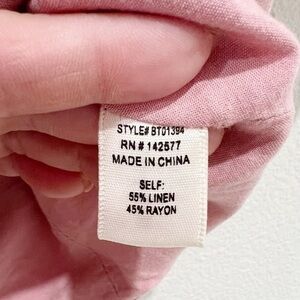 STYLE# BT01394
RN # 142577
MADE IN CHINA
SELF:
55% LINEN
45% RAYON